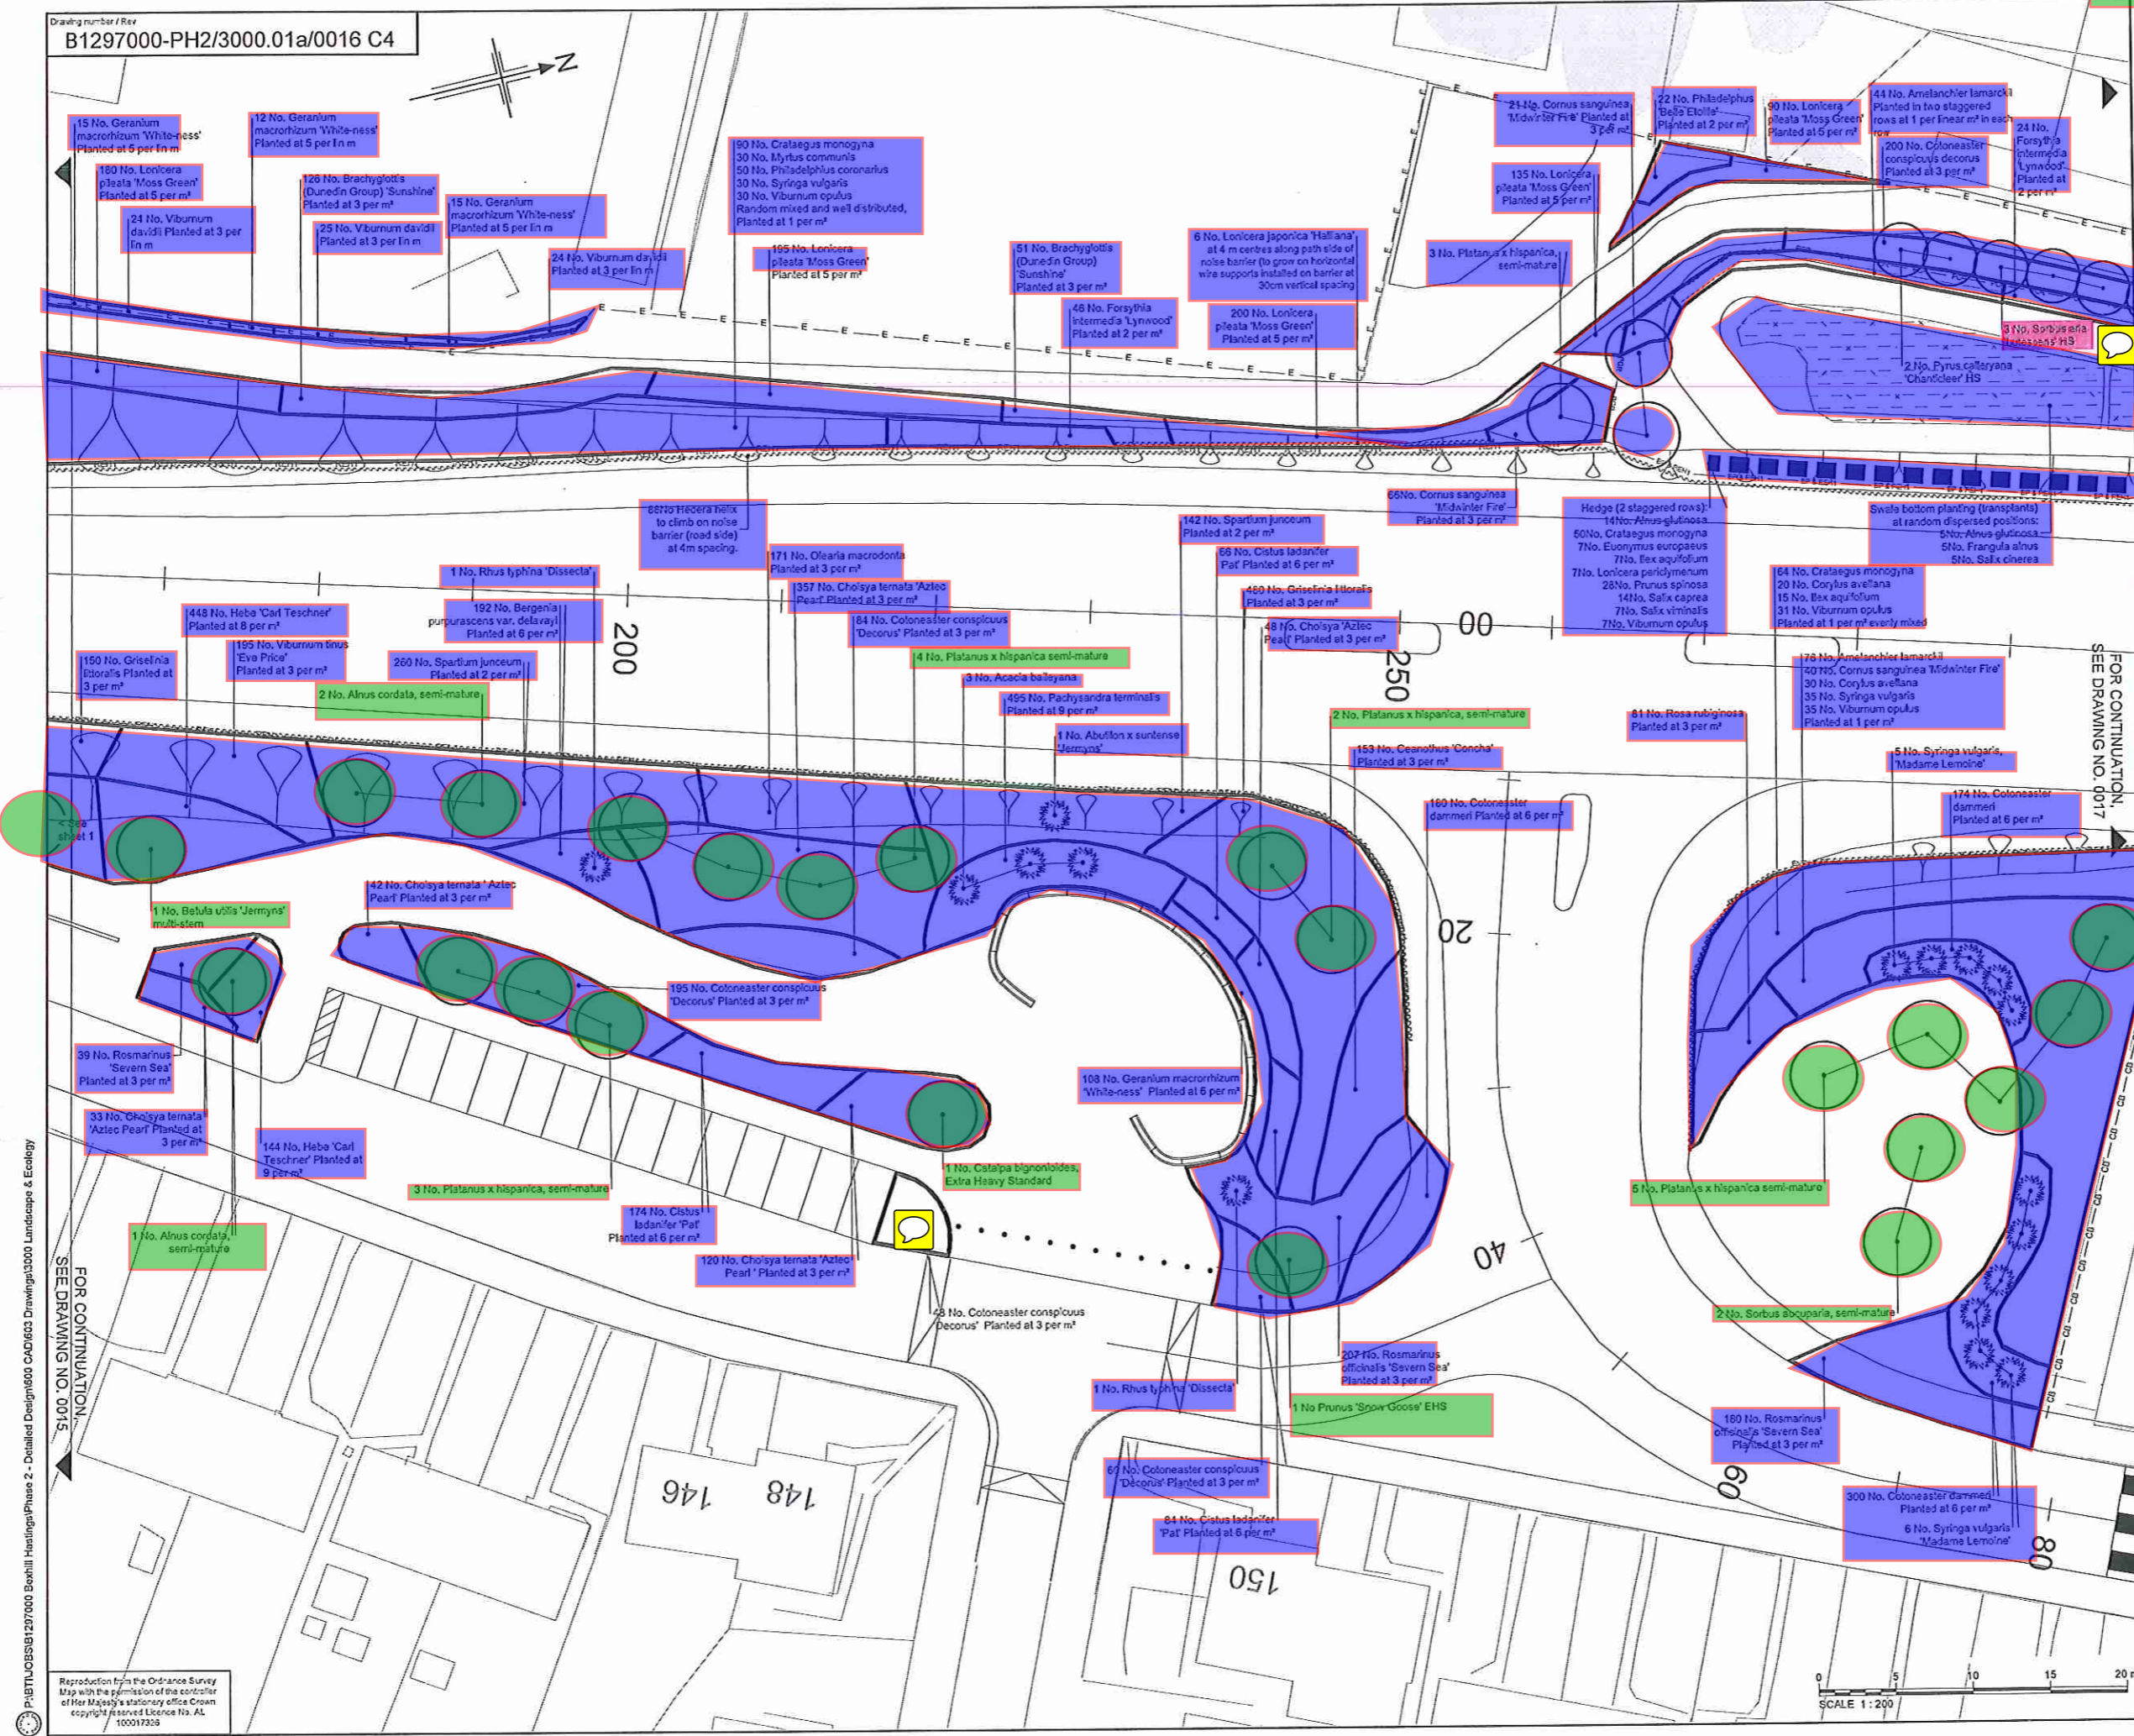 Drawing number / Rev
B1297000-PH2/3000.01a/0016 C4
N
15 No. Geranium
macrorhizum 'White-ness'
Planted at 5 per lin m
180 No. Lonicera
pileata 'Moss Green'
Planted at 5 per m²
24 No. Viburnum
davidii Planted at 3 per
lin m
12 No. Geranium
macrorhizum 'White-ness'
Planted at 5 per lin m
126 No. Brachyglottis
(Dunedin Group) 'Sunshine'
Planted at 3 per m²
25 No. Viburnum davidii
Planted at 3 per lin m
15 No. Geranium
macrorhizum 'White-ness'
Planted at 5 per lin m
24 No. Viburnum davidii
Planted at 3 per lin m
90 No. Crataegus monogyna
30 No. Myrtus communis
50 No. Philadelphius coronarius
30 No. Syringa vulgaris
30 No. Viburnum opulus
Random mixed and well distributed,
Planted at 1 per m²
195 No. Lonicera
pileata 'Moss Green'
Planted at 5 per m²
51 No. Brachyglottis
(Dunedin Group)
'Sunshine'
Planted at 3 per m²
46 No. Forsythia
intermedia 'Lynwood'
Planted at 2 per m²
6 No. Lonicera japonica 'Halliana'
at 4 m centres along path side of
noise barrier (to grow on horizontal
wire supports installed on barrier at
30cm vertical spacing
200 No. Lonicera
pileata 'Moss Green'
Planted at 5 per m²
21 No. Cornus sanguinea
'Midwinter Fire' Planted at
3 per m²
135 No. Lonicera
pileata 'Moss Green'
Planted at 5 per m²
3 No. Platanus x hispanica,
semi-mature
22 No. Philadelphus
'Belle Etoille'
Planted at 2 per m²
90 No. Lonicera
pileata 'Moss Green'
Planted at 5 per m²
44 No. Amelanchier lamarckii
Planted in two staggered
rows at 1 per linear m² in each
row
200 No. Cotoneaster
conspicuus decorus
Planted at 3 per m²
24 No.
Forsythia
intermedia
'Lynwood'
Planted at
2 per m²
3 No. Sorbus aria
'lutescens' HS
2 No. Pyrus calleryana
'Chanticleer' HS
66No Hedera helix
to climb on noise
barrier (road side)
at 4m spacing.
66No. Cornus sanguinea
'Midwinter Fire'
Planted at 3 per m²
Hedge (2 staggered rows):
14No. Alnus glutinosa
50No. Crataegus monogyna
7No. Euonymus europaeus
7No. Ilex aquifolium
7No. Lonicera periclymenum
28No. Prunus spinosa
14No. Salix caprea
7No. Salix viminalis
7No. Viburnum opulus
Swale bottom planting (transplants)
at random dispersed positions:
5No. Alnus glutinosa
5No. Frangula alnus
5No. Salix cinerea
150 No. Griselinia
littoralis Planted at
3 per m²
448 No. Hebe 'Carl Teschner'
Planted at 8 per m²
195 No. Viburnum tinus
'Eve Price'
Planted at 3 per m²
2 No. Alnus cordata, semi-mature
1 No. Rhus typhina 'Dissecta'
192 No. Bergenia
purpurascens var. delavayi
Planted at 6 per m²
260 No. Spartium junceum
Planted at 2 per m²
200
171 No. Olearia macrodonta
Planted at 3 per m²
357 No. Choisya ternata 'Aztec
Pearl' Planted at 3 per m²
84 No. Cotoneaster conspicuus
'Decorus' Planted at 3 per m²
4 No. Platanus x hispanica semi-mature
3 No. Acacia baileyana
495 No. Pachysandra terminalis
Planted at 9 per m²
1 No. Abutilon x suntense
'Jermyns'
142 No. Spartium junceum
Planted at 2 per m²
66 No. Cistus ladanifer
'Pat' Planted at 6 per m²
480 No. Griselinia littoralis
Planted at 3 per m²
48 No. Choisya 'Aztec
Pearl' Planted at 3 per m²
250
00
2 No. Platanus x hispanica, semi-mature
153 No. Ceanothus 'Concha'
Planted at 3 per m²
180 No. Cotoneaster
dammeri Planted at 6 per m²
64 No. Crataegus monogyna
20 No. Corylus avellana
15 No. Ilex aquifolium
31 No. Viburnum opulus
Planted at 1 per m² evenly mixed
76 No. Amelanchier lamarckii
40 No. Cornus sanguinea 'Midwinter Fire'
30 No. Corylus avellana
35 No. Syringa vulgaris
35 No. Viburnum opulus
Planted at 1 per m²
81 No. Rosa rubiginosa
Planted at 3 per m²
5 No. Syringa vulgaris,
'Madame Lemoine'
174 No. Cotoneaster
dammeri
Planted at 6 per m²
FOR CONTINUATION,
SEE DRAWING NO. 0017
< See
sheet 1
1 No. Betula utilis 'Jermyns'
multi-stem
42 No. Choisya ternata ' Aztec
Pearl' Planted at 3 per m²
195 No. Cotoneaster conspicuus
'Decorus' Planted at 3 per m²
20
39 No. Rosmarinus
'Severn Sea'
Planted at 3 per m²
33 No. Choisya ternata
'Aztec Pearl' Planted at
3 per m²
144 No. Hebe 'Carl
Teschner' Planted at
9 per m²
1 No. Alnus cordata,
semi-mature
3 No. Platanus x hispanica, semi-mature
174 No. Cistus
ladanifer 'Pat'
Planted at 6 per m²
120 No. Choisya ternata 'Aztec
Pearl ' Planted at 3 per m²
1 No. Catalpa bignonioides,
Extra Heavy Standard
108 No. Geranium macrorrhizum
'White-ness' Planted at 6 per m²
48 No. Cotoneaster conspicuus
'Decorus' Planted at 3 per m²
40
5 No. Platanus x hispanica semi-mature
2 No. Sorbus aucuparia, semi-mature
207 No. Rosmarinus
officinalis 'Severn Sea'
Planted at 3 per m²
1 No. Rhus typhina 'Dissecta'
1 No Prunus 'Snow Goose' EHS
Cotoneaster conspicuus
'Decorus' Planted at 3 per m²
84 No. Cistus ladanifer
'Pat' Planted at 6 per m²
180 No. Rosmarinus
officinalis 'Severn Sea'
Planted at 3 per m²
300 No. Cotoneaster dammeri
Planted at 6 per m²
6 No. Syringa vulgaris
'Madame Lemoine'
60
80
146
148
150
FOR CONTINUATION,
SEE DRAWING NO. 0015
P:\BTI\JOBS\B1297000 Bexhill Hastings\Phase 2 - Detailed Design\600 CAD\603 Drawings\3000 Landscape & Ecology
Reproduction from the Ordnance Survey
Map with the permission of the controller
of Her Majesty's stationery office Crown
copyright reserved Licence No. AL
100017326
0 5 10 15 20
SCALE 1 : 200